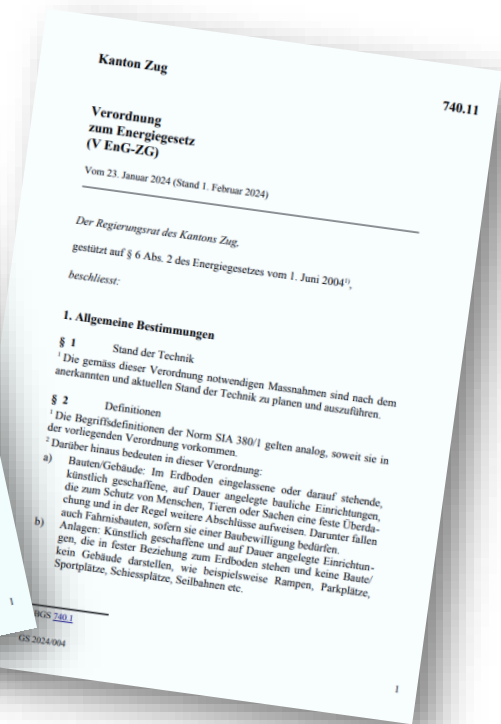 Kanton Zug
740.11
Verordnung
zum Energiegesetz
(V EnG-ZG)
Vom 23. Januar 2024 (Stand 1. Februar 2024)
Der Regierungsrat des Kantons Zug,
gestützt auf § 6 Abs. 2 des Energiegesetzes vom 1. Juni 2004¹⁾,
beschliesst:
1. Allgemeine Bestimmungen
§ 1 Stand der Technik
¹ Die gemäss dieser Verordnung notwendigen Massnahmen sind nach dem
anerkannten und aktuellen Stand der Technik zu planen und auszuführen.
§ 2 Definitionen
¹ Die Begriffsdefinitionen der Norm SIA 380/1 gelten analog, soweit sie in
der vorliegenden Verordnung vorkommen.
² Darüber hinaus bedeuten in dieser Verordnung:
a) Bauten/Gebäude: Im Erdboden eingelassene oder darauf stehende,
künstlich geschaffene, auf Dauer angelegte bauliche Einrichtungen,
die zum Schutz von Menschen, Tieren oder Sachen eine feste Überda-
chung und in der Regel weitere Abschlüsse aufweisen. Darunter fallen
auch Fahrnisbauten, sofern sie einer Baubewilligung bedürfen.
b) Anlagen: Künstlich geschaffene und auf Dauer angelegte Einrichtun-
gen, die in fester Beziehung zum Erdboden stehen und keine Baute/
kein Gebäude darstellen, wie beispielsweise Rampen, Parkplätze,
Sportplätze, Schiessplätze, Seilbahnen etc.
1
BGS 740.1
GS 2024/004
1